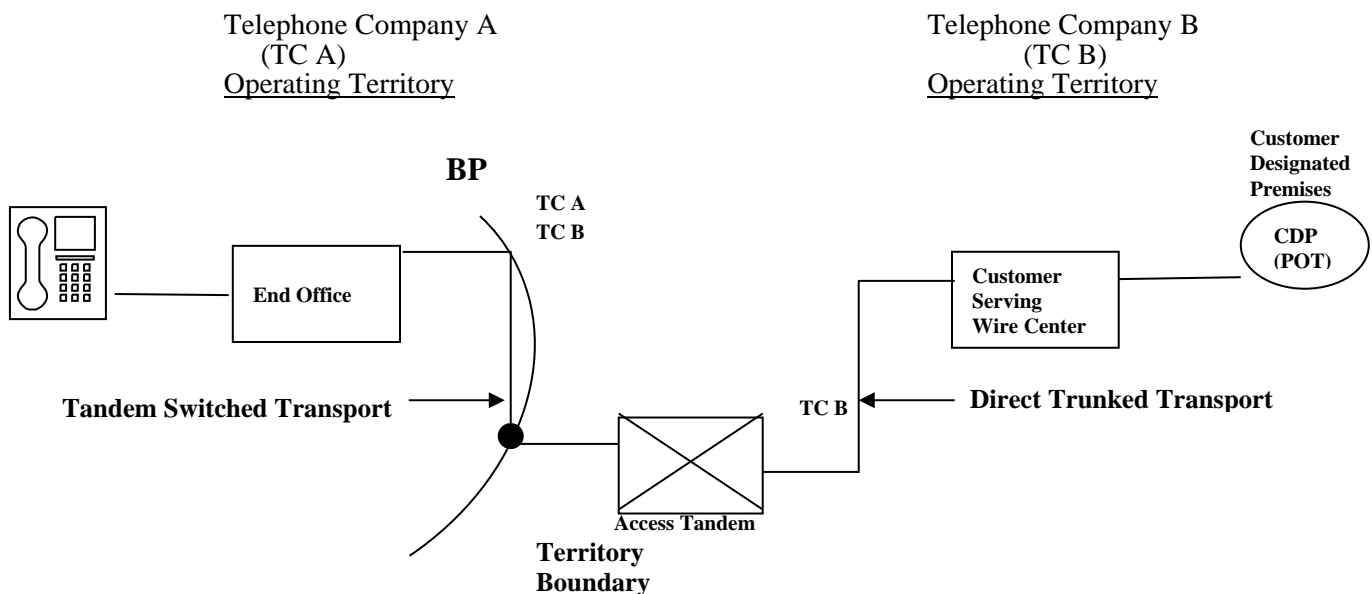 Telephone Company A
(TC A)
Operating Territory
Telephone Company B
(TC B)
Operating Territory
BP
TC A
TC B
Customer
Designated
Premises
CDP
(POT)
End Office
Customer
Serving
Wire Center
Tandem Switched Transport
TC B
Direct Trunked Transport
Access Tandem
Territory
Boundary